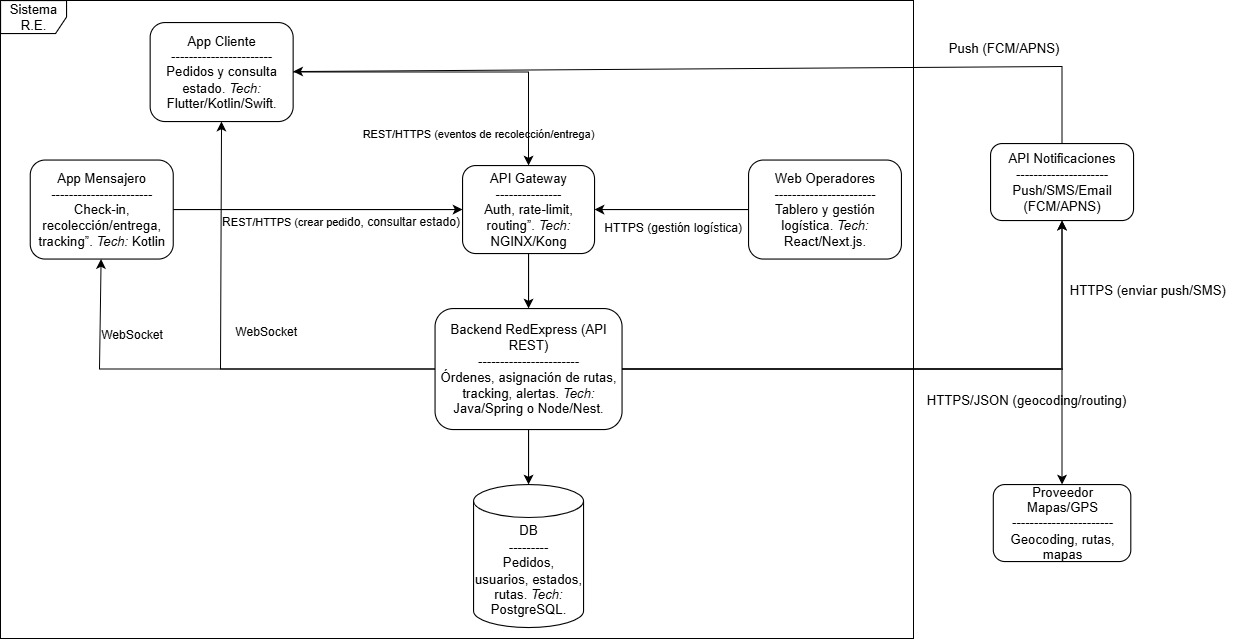 Sistema
R.E.
App Cliente
------------------------
Pedidos y consulta
estado. Tech:
Flutter/Kotlin/Swift.
Push (FCM/APNS)
REST/HTTPS (eventos de recolección/entrega)
App Mensajero
------------------------
Check-in,
recolección/entrega,
tracking”. Tech: Kotlin
REST/HTTPS (crear pedido, consultar estado)
API Gateway
----------------
Auth, rate-limit,
routing”. Tech:
NGINX/Kong
HTTPS (gestión logística)
Web Operadores
------------------------
Tablero y gestión
logística. Tech:
React/Next.js.
API Notificaciones
----------------------
Push/SMS/Email
(FCM/APNS)
HTTPS (enviar push/SMS)
WebSocket
WebSocket
Backend RedExpress (API
REST)
------------------------
Órdenes, asignación de rutas,
tracking, alertas. Tech:
Java/Spring o Node/Nest.
HTTPS/JSON (geocoding/routing)
DB
---------
Pedidos,
usuarios, estados,
rutas. Tech:
PostgreSQL.
Proveedor
Mapas/GPS
------------------------
Geocoding, rutas,
mapas